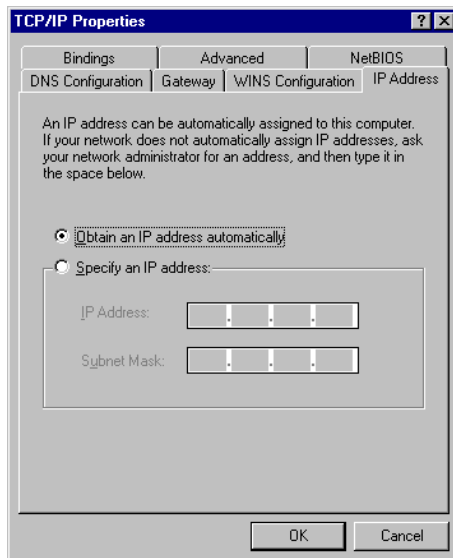 TCP/IP Properties
Bindings Advanced NetBIOS
DNS Configuration Gateway WINS Configuration IP Address
An IP address can be automatically assigned to this computer.
If your network does not automatically assign IP addresses, ask
your network administrator for an address, and then type it in
the space below.
Obtain an IP address automatically
Specify an IP address:
IP Address:
. . .
Subnet Mask:
. . .
OK Cancel